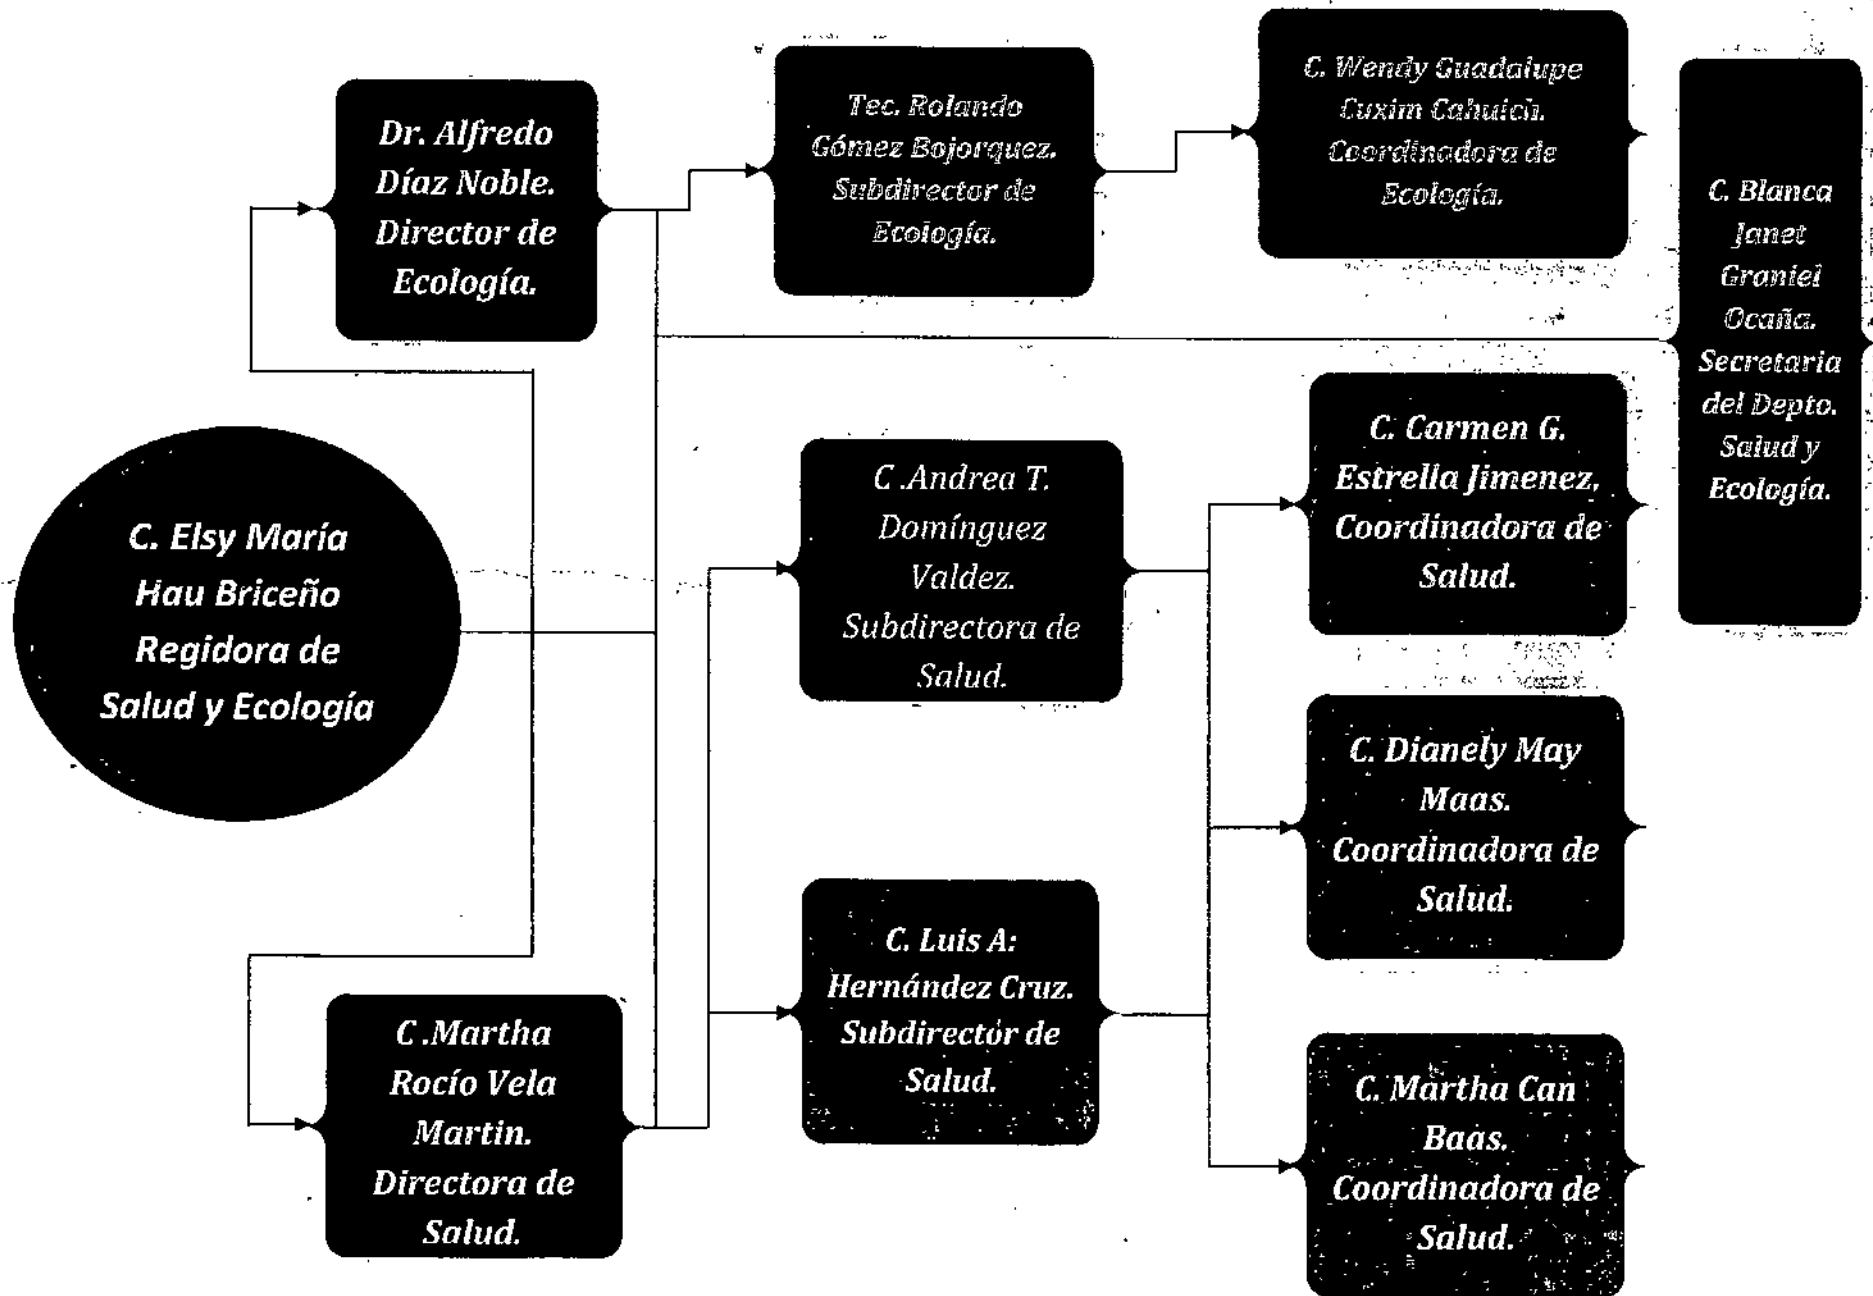 Dr. Alfredo
Díaz Noble.
Director de
Ecología.
Tec. Rolando
Gómez Bojorquez.
Subdirector de
Ecología.
C. Wendy Guadalupe
Cuxim Cahuich.
Coordinadora de
Ecología.
C. Blanca
Janet
Graniel
Ocaña.
Secretaria
del Depto.
Salud y
Ecología.
C. Elsy María
Hau Briceño
Regidora de
Salud y Ecología
C .Andrea T.
Domínguez
Valdez.
Subdirectora de
Salud.
C. Carmen G.
Estrella Jimenez,
Coordinadora de
Salud.
C. Dianely May
Maas.
Coordinadora de
Salud.
C. Luis A:
Hernández Cruz.
Subdirector de
Salud.
C .Martha
Rocío Vela
Martin.
Directora de
Salud.
C. Martha Can
Baas.
Coordinadora de
Salud.